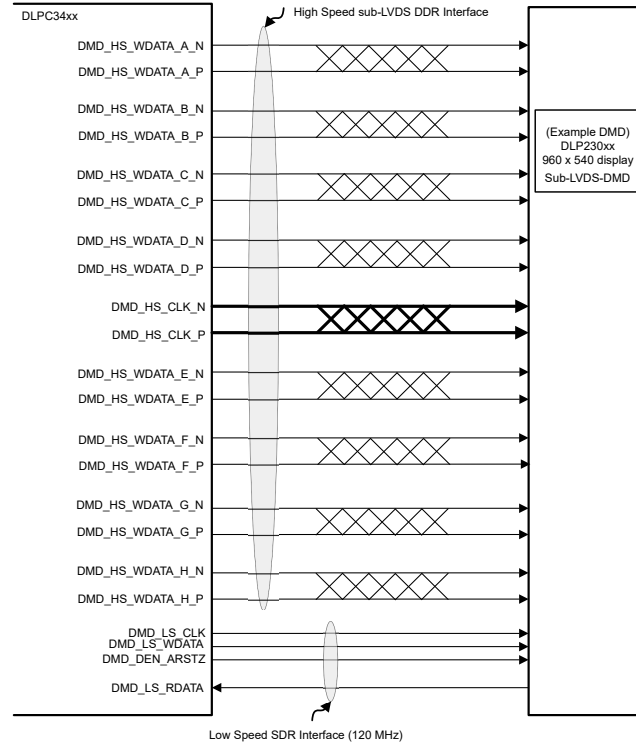 DLPC34xx
High Speed sub-LVDS DDR Interface
DMD_HS_WDATA_A_N
DMD_HS_WDATA_A_P
DMD_HS_WDATA_B_N
DMD_HS_WDATA_B_P
(Example DMD)
DLP230xx
960 x 540 display
Sub-LVDS-DMD
DMD_HS_WDATA_C_N
DMD_HS_WDATA_C_P
DMD_HS_WDATA_D_N
DMD_HS_WDATA_D_P
DMD_HS_CLK_N
DMD_HS_CLK_P
DMD_HS_WDATA_E_N
DMD_HS_WDATA_E_P
DMD_HS_WDATA_F_N
DMD_HS_WDATA_F_P
DMD_HS_WDATA_G_N
DMD_HS_WDATA_G_P
DMD_HS_WDATA_H_N
DMD_HS_WDATA_H_P
DMD_LS_CLK
DMD_LS_WDATA
DMD_DEN_ARSTZ
DMD_LS_RDATA
Low Speed SDR Interface (120 MHz)